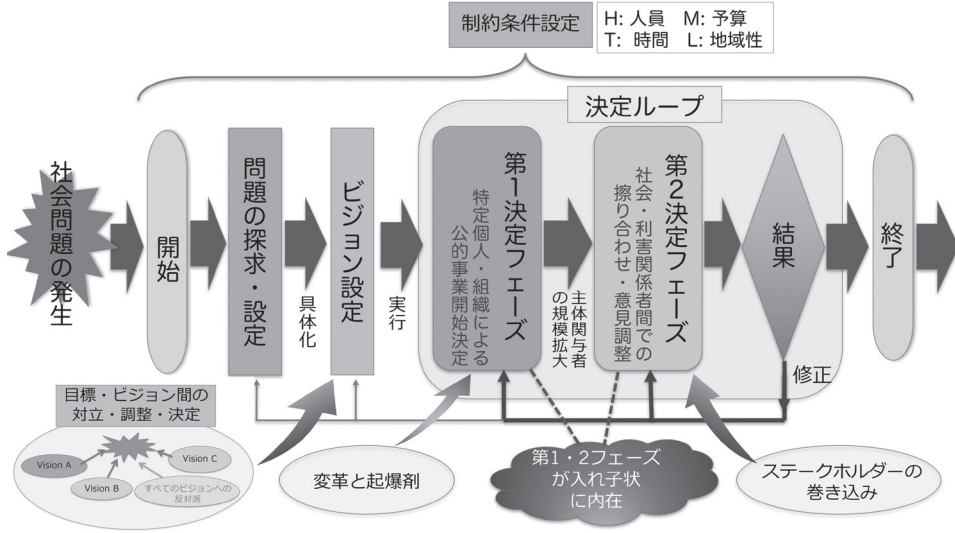 制約条件設定
H: 人員　M: 予算
T: 時間　L: 地域性
決定ループ
社会問題の発生
開始
問題の探求・設定
具体化
ビジョン設定
実行
第1決定フェーズ
特定個人・組織による
公的事業開始決定
主体関与者
の規模拡大
第2決定フェーズ
社会・利害関係者間での
擦り合わせ・意見調整
結果
修正
終了
目標・ビジョン間の
対立・調整・決定
Vision A
Vision B
Vision C
すべてのビジョンへの
反対派
変革と起爆剤
第1・2フェーズ
が入れ子状
に内在
ステークホルダーの
巻き込み